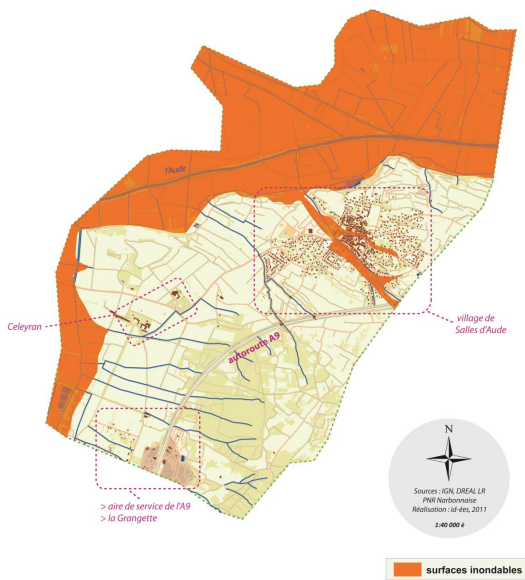 l'Aude
Celeyran
autoroute A9
village de
Salles d'Aude
> aire de service de l'A9
> la Grangette
N
Sources : IGN, DREAL LR
PNR Narbonnaise
Réalisation : id-ées, 2011
1:40 000 è
surfaces inondables